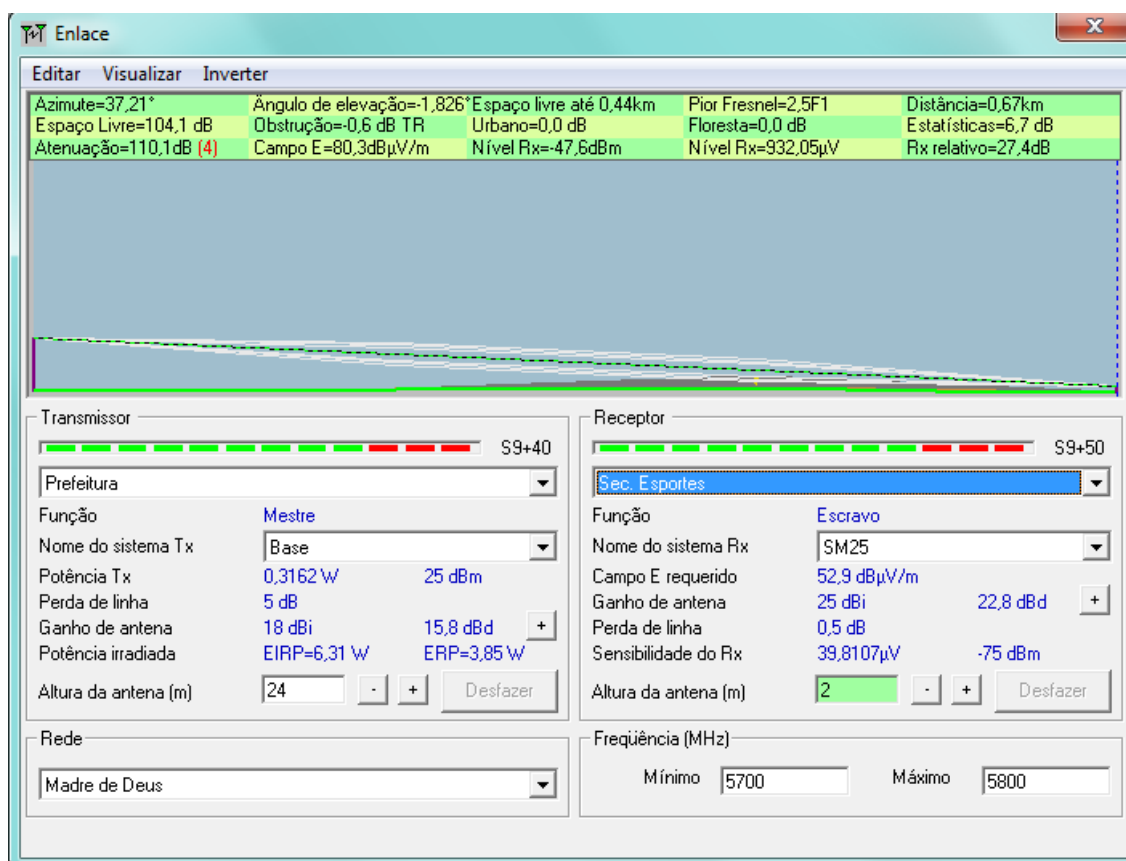 Enlace
X
Editar Visualizar Inverter
Azimute=37,21° Ângulo de elevação=-1,826° Espaço livre até 0,44km Pior Fresnel=2,5F1 Distância=0,67km
Espaço Livre=104,1 dB Obstrução=-0,6 dB TR Urbano=0,0 dB Floresta=0,0 dB Estatísticas=6,7 dB
Atenuação=110,1dB (4) Campo E=80,3dBµV/m Nível Rx=-47,6dBm Nível Rx=932,05µV Rx relativo=27,4dB
Transmissor
S9+40
Prefeitura
Função Mestre
Nome do sistema Tx Base
Potência Tx 0,3162 W 25 dBm
Perda de linha 5 dB
Ganho de antena 18 dBi 15,8 dBd +
Potência irradiada EIRP=6,31 W ERP=3,85 W
Altura da antena (m) 24 - + Desfazer
Receptor
S9+50
Sec. Esportes
Função Escravo
Nome do sistema Rx SM25
Campo E requerido 52,9 dBµV/m
Ganho de antena 25 dBi 22,8 dBd +
Perda de linha 0,5 dB
Sensibilidade do Rx 39,8107µV -75 dBm
Altura da antena (m) 2 - + Desfazer
Rede
Madre de Deus
Freqüência (MHz)
Mínimo 5700 Máximo 5800